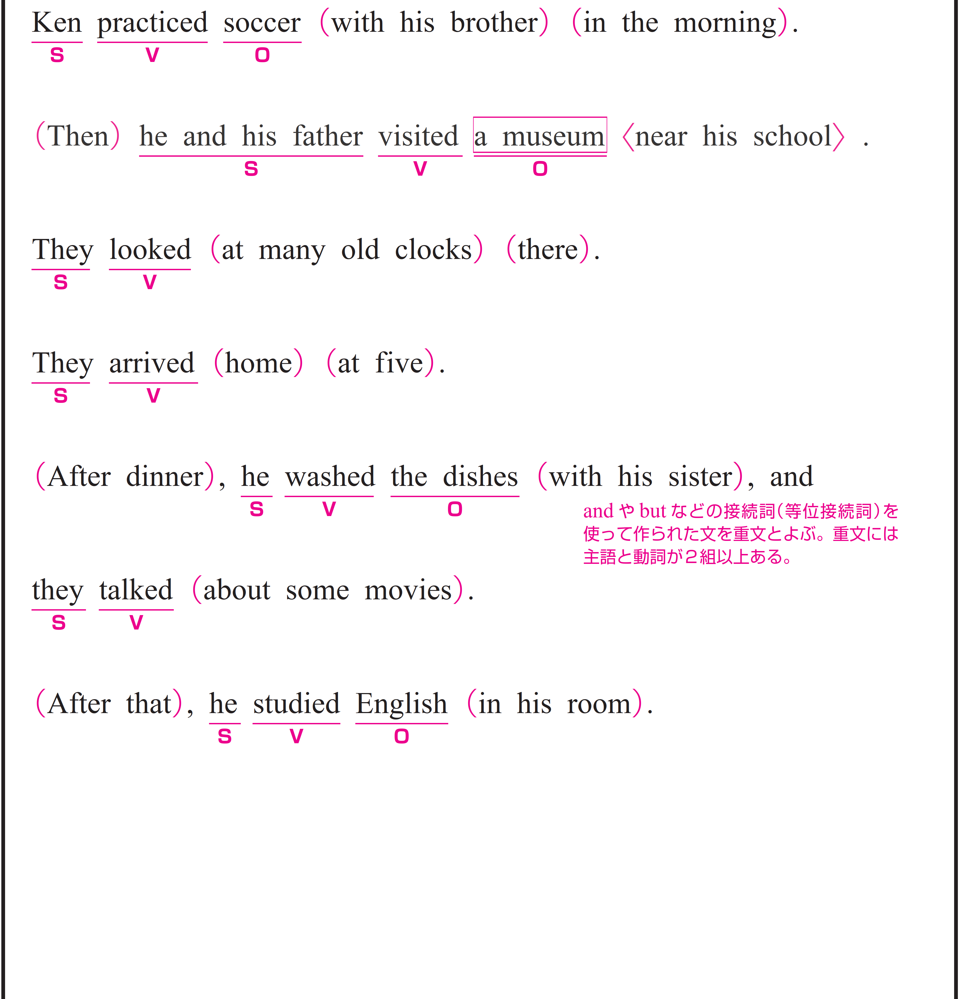 Ken practiced soccer (with his brother) (in the morning).
S V O
(Then) he and his father visited a museum 〈near his school〉.
S V O
They looked (at many old clocks) (there).
S V
They arrived (home) (at five).
S V
(After dinner), he washed the dishes (with his sister), and
S V O
and や but などの接続詞(等位接続詞)を
使って作られた文を重文とよぶ。重文には
主語と動詞が2組以上ある。
they talked (about some movies).
S V
(After that), he studied English (in his room).
S V O